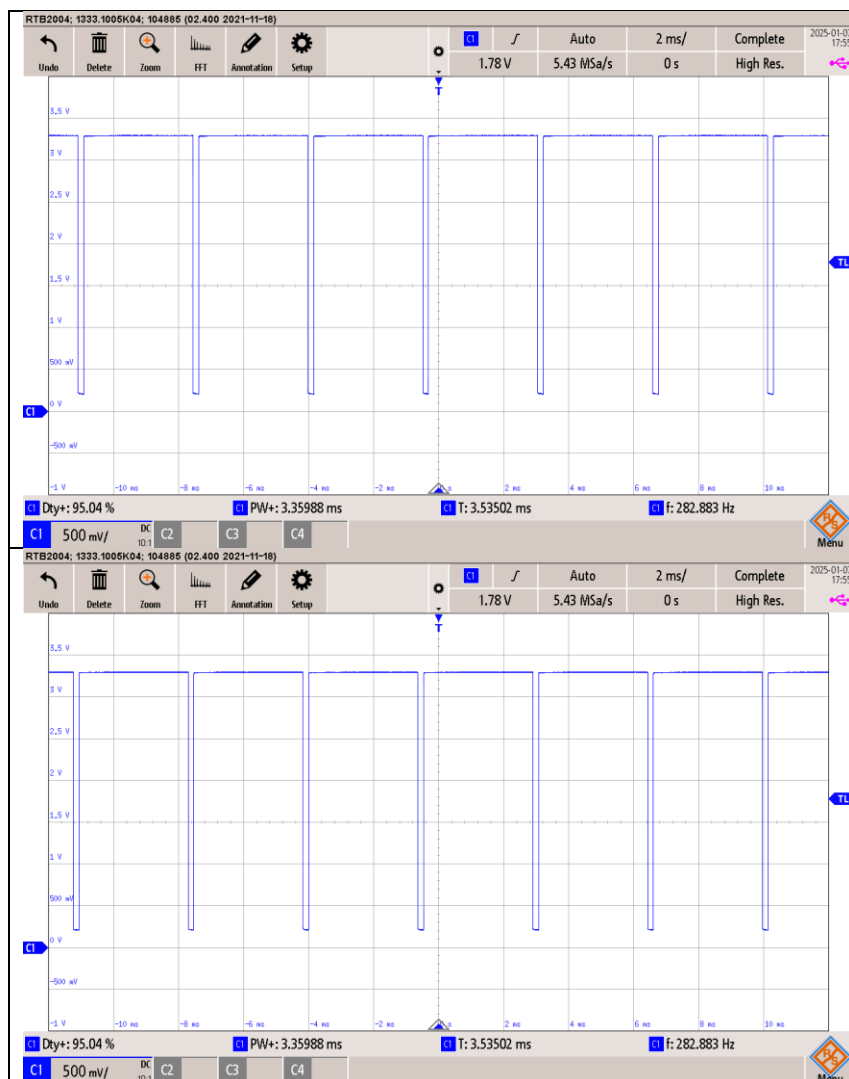 RTB2004; 1333.1005K04; 104885 (02.400 2021-11-18)
Undo Delete Zoom FFT Annotation Setup
C1 Auto 2 ms/ Complete
1.78 V 5.43 MSa/s 0 s High Res.
T
3.5 V
3 V
2.5 V
2 V
TL
1.5 V
1 V
500 mV
C1 0 V
-500 mV
-1 V -10 ms -8 ms -6 ms -4 ms -2 ms 2 ms 4 ms 6 ms 8 ms 10 ms
C1 Dty+: 95.04 % C1 PW+: 3.35988 ms C1 T: 3.53502 ms C1 f: 282.883 Hz
C1 500 mV/ DC 10:1 C2 C3 C4 R&S Menu
RTB2004; 1333.1005K04; 104885 (02.400 2021-11-18)
Undo Delete Zoom FFT Annotation Setup
C1 Auto 2 ms/ Complete
1.78 V 5.43 MSa/s 0 s High Res.
T
3.5 V
3 V
2.5 V
2 V
TL
1.5 V
1 V
500 mV
C1 0 V
-500 mV
-1 V -10 ms -8 ms -6 ms -4 ms -2 ms 2 ms 4 ms 6 ms 8 ms 10 ms
C1 Dty+: 95.04 % C1 PW+: 3.35988 ms C1 T: 3.53502 ms C1 f: 282.883 Hz
C1 500 mV/ DC 10:1 C2 C3 C4 R&S Menu